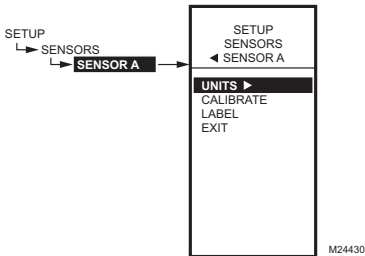 SETUP
SENSORS
SENSOR A
SETUP
SENSORS
◄ SENSOR A
UNITS ►
CALIBRATE
LABEL
EXIT
M24430